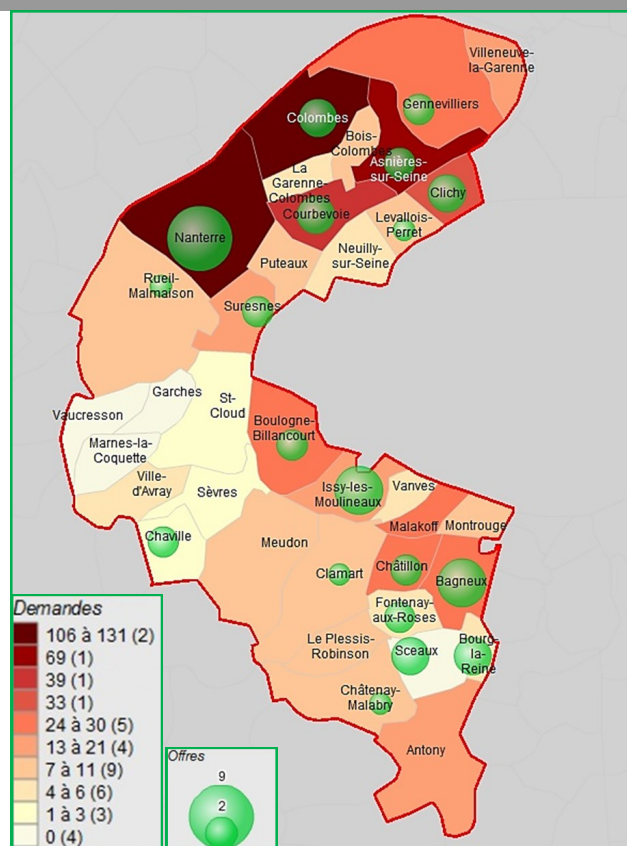 Villeneuve-
la-Garenne
Gennevilliers
Colombes
Bois-
Colombes
Asnières-
sur-Seine
La
Garenne-
Colombes
Clichy
Courbevoie
Levallois-
Perret
Nanterre
Neuilly-
sur-Seine
Puteaux
Rueil-
Malmaison
Suresnes
Garches
St-
Cloud
Vaucresson
Boulogne-
Billancourt
Marnes-la-
Coquette
Ville-
d'Avray
Sèvres
Issy-les-
Moulineaux
Vanves
Malakoff
Montrouge
Chaville
Meudon
Clamart
Châtillon
Bagneux
Fontenay-
aux-Roses
Le Plessis-
Robinson
Sceaux
Bourg-
la-
Reine
Châtenay-
Malabry
Antony
Demandes
106 à 131 (2)
69 (1)
39 (1)
33 (1)
24 à 30 (5)
13 à 21 (4)
7 à 11 (9)
4 à 6 (6)
1 à 3 (3)
0 (4)
Offres
9
2